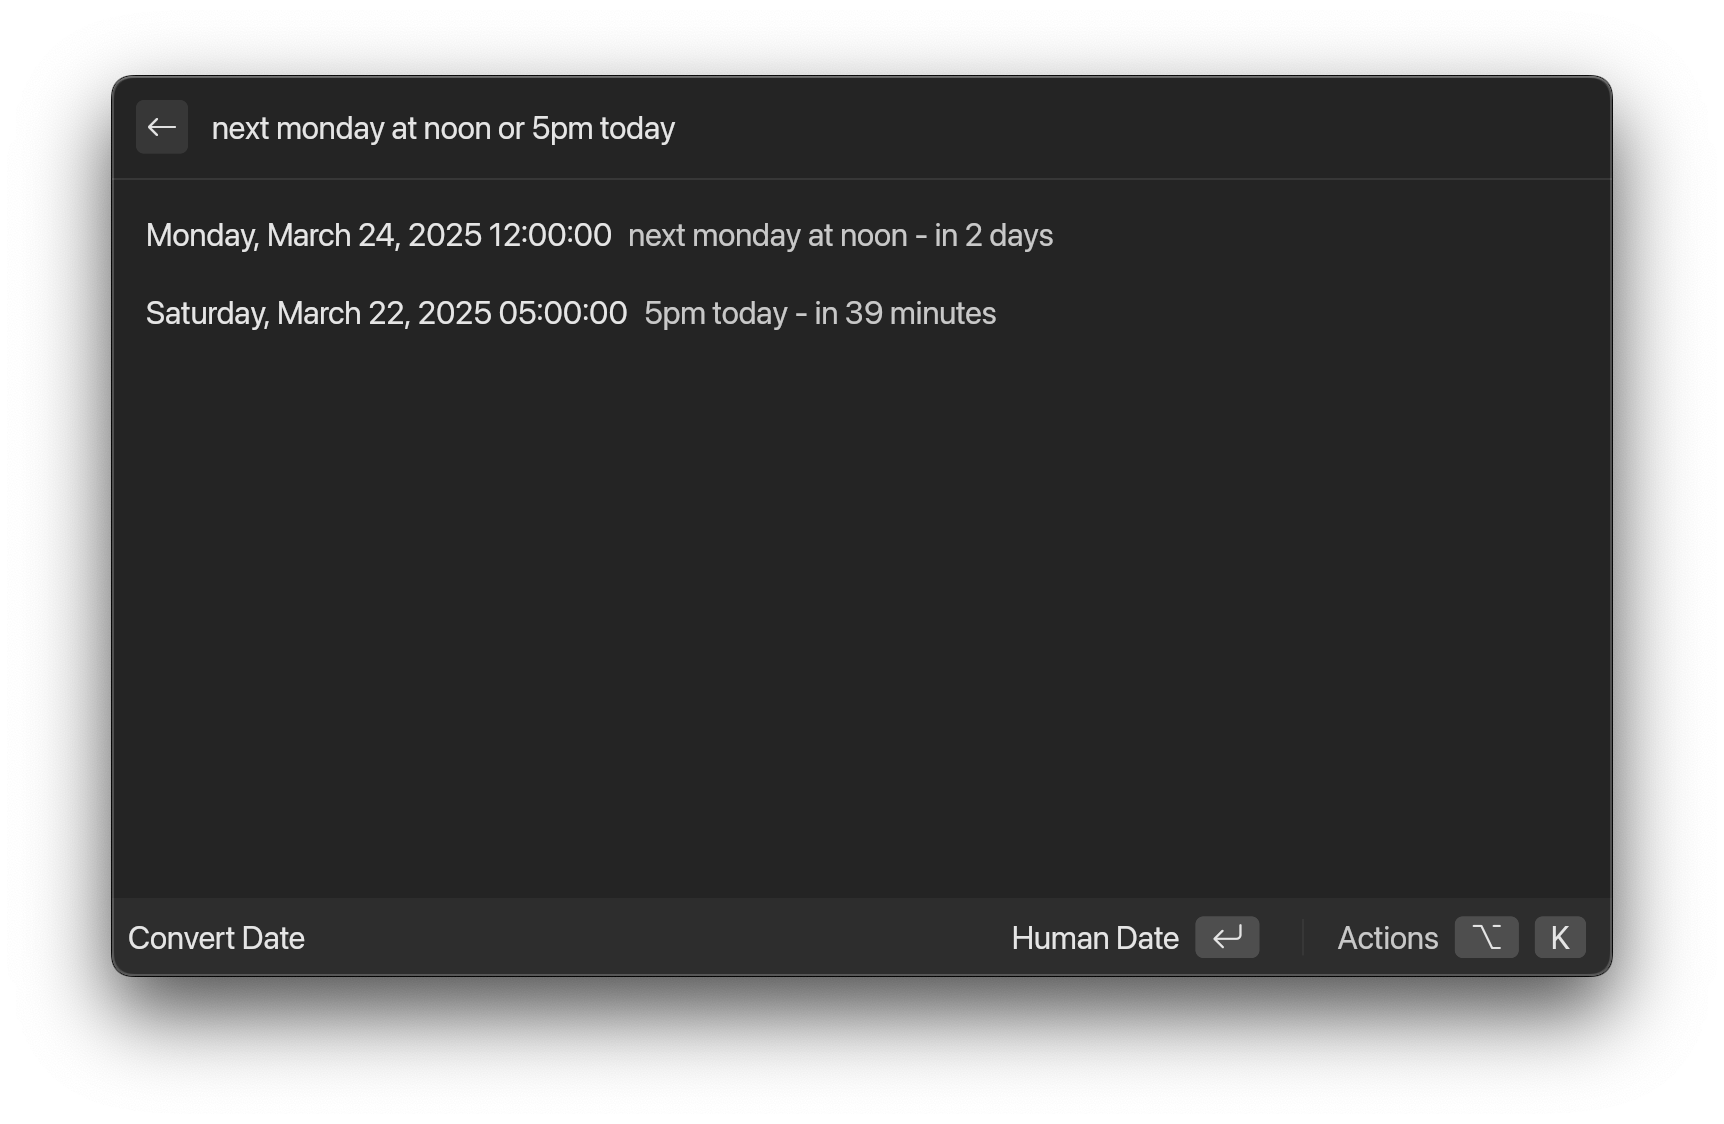 next monday at noon or 5pm today
Monday, March 24, 2025 12:00:00 next monday at noon - in 2 days
Saturday, March 22, 2025 05:00:00 5pm today - in 39 minutes
Convert Date Human Date Actions K